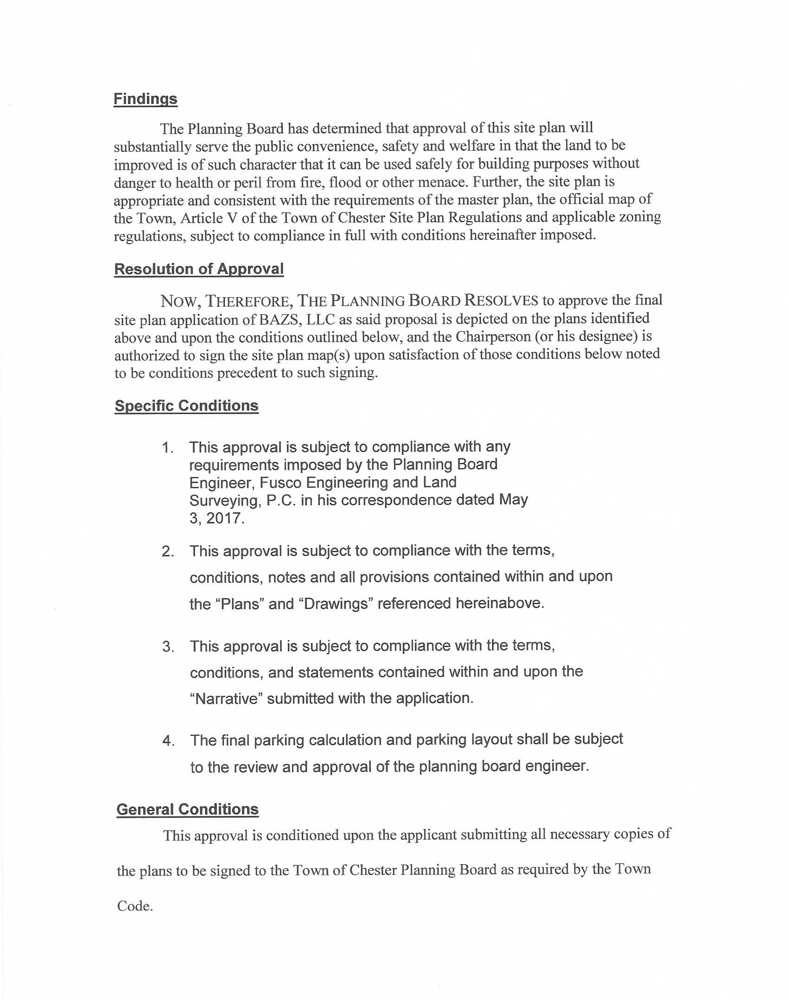 Findings
The Planning Board has determined that approval of this site plan will
substantially serve the public convenience, safety and welfare in that the land to be
improved is of such character that it can be used safely for building purposes without
danger to health or peril from fire, flood or other menace. Further, the site plan is
appropriate and consistent with the requirements of the master plan, the official map of
the Town, Article V of the Town of Chester Site Plan Regulations and applicable zoning
regulations, subject to compliance in full with conditions hereinafter imposed.
Resolution of Approval
NOW, THEREFORE, THE PLANNING BOARD RESOLVES to approve the final
site plan application of BAZS, LLC as said proposal is depicted on the plans identified
above and upon the conditions outlined below, and the Chairperson (or his designee) is
authorized to sign the site plan map(s) upon satisfaction of those conditions below noted
to be conditions precedent to such signing.
Specific Conditions
1. This approval is subject to compliance with any
requirements imposed by the Planning Board
Engineer, Fusco Engineering and Land
Surveying, P.C. in his correspondence dated May
3, 2017.
2. This approval is subject to compliance with the terms,
conditions, notes and all provisions contained within and upon
the “Plans” and “Drawings” referenced hereinabove.
3. This approval is subject to compliance with the terms,
conditions, and statements contained within and upon the
“Narrative” submitted with the application.
4. The final parking calculation and parking layout shall be subject
to the review and approval of the planning board engineer.
General Conditions
This approval is conditioned upon the applicant submitting all necessary copies of
the plans to be signed to the Town of Chester Planning Board as required by the Town
Code.